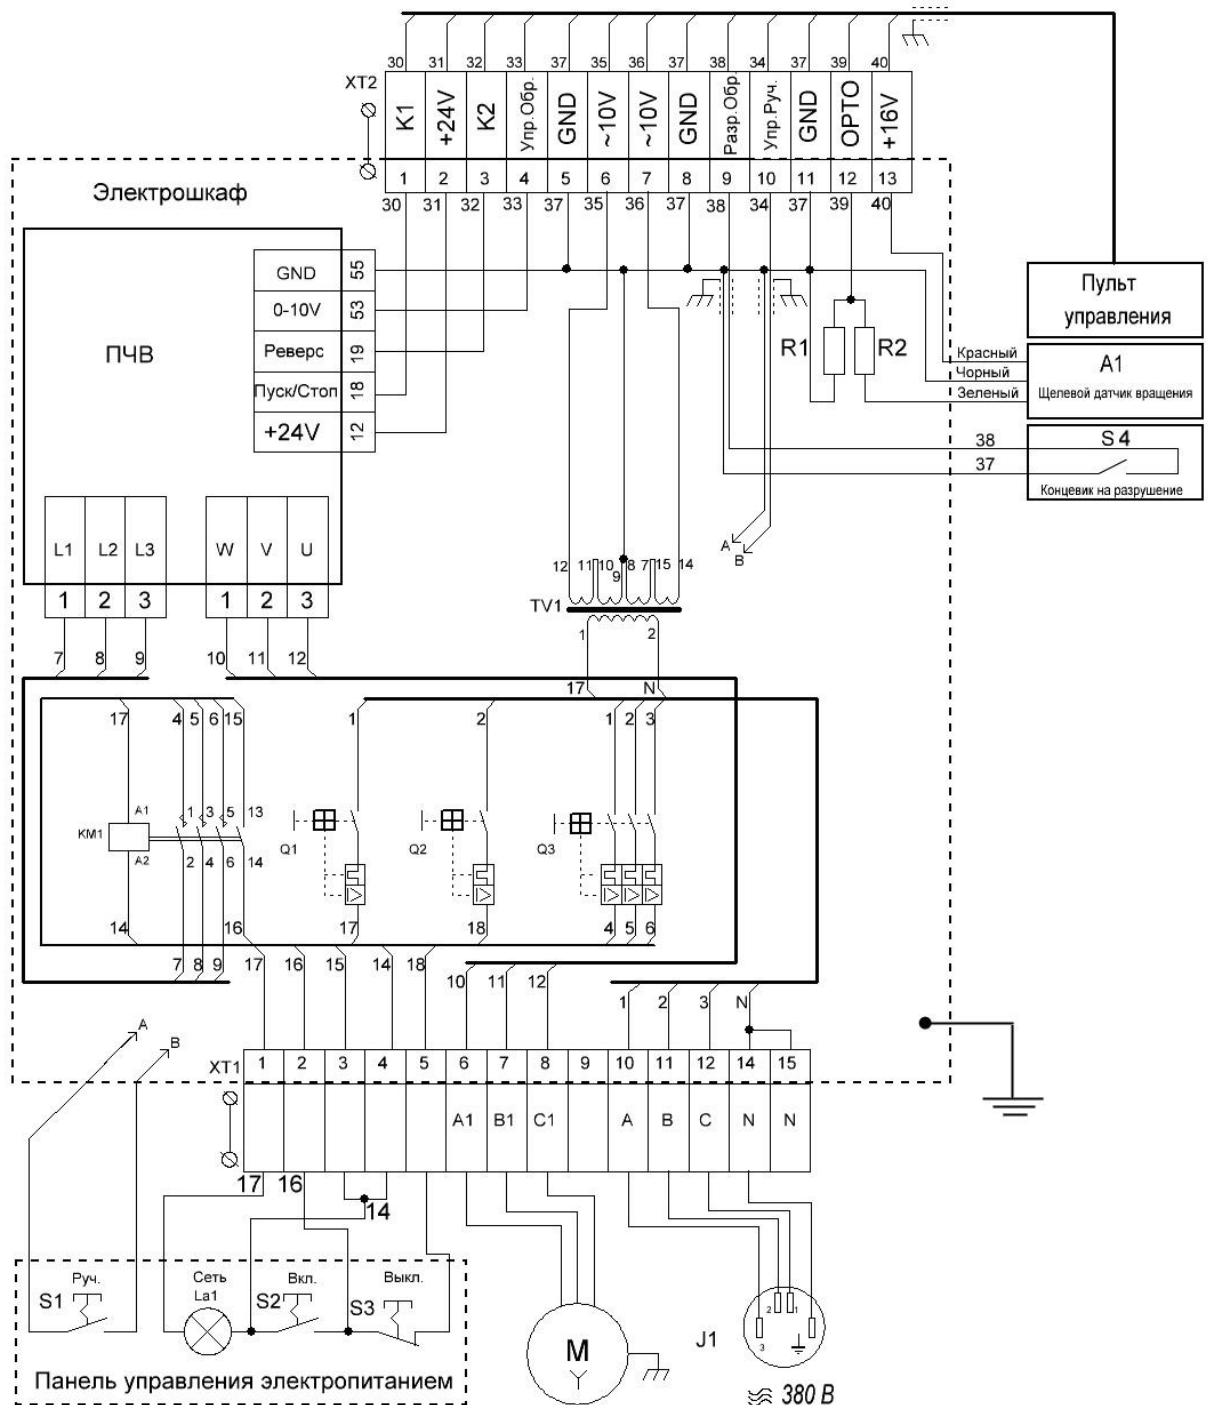 30 31 32 33 37 35 36 37 38 34 37 39 40
XT2
K1 +24V K2 Упр.Обр. GND ~10V ~10V GND Разр.Обр. Упр.Руч. GND OPTO +16V
1 2 3 4 5 6 7 8 9 10 11 12 13
30 31 32 33 37 35 36 37 38 34 37 39 40
Электрошкаф
ПЧВ
GND 55
0-10V 53
Реверс 19
Пуск/Стоп 18
+24V 12
Пульт
управления
R1 R2
Красный
Чорный
Зеленый
A1
Щелевой датчик вращения
38
37
S4
Концевик на разрушение
A
B
L1 L2 L3 W V U
1 2 3 1 2 3
12 11 10 9 8 7 15 14
TV1
1 2
7 8 9 10 11 12
17 N
17 4 5 6 15 1 2 1 2 3
A1 1 3 5 13
KM1
A2 2 4 6 14
Q1 Q2 Q3
14 16 17 18 4 5 6
7 8 9 17 16 15 14 18 10 11 12
1 2 3 N
A
B
XT1
1 2 3 4 5 6 7 8 9 10 11 12 14 15
A1 B1 C1 A B C N N
17 16 14
Руч. Сеть Вкл. Выкл.
S1 La1 S2 S3
M
J1
2 1
3
Панель управления электропитанием
380 В